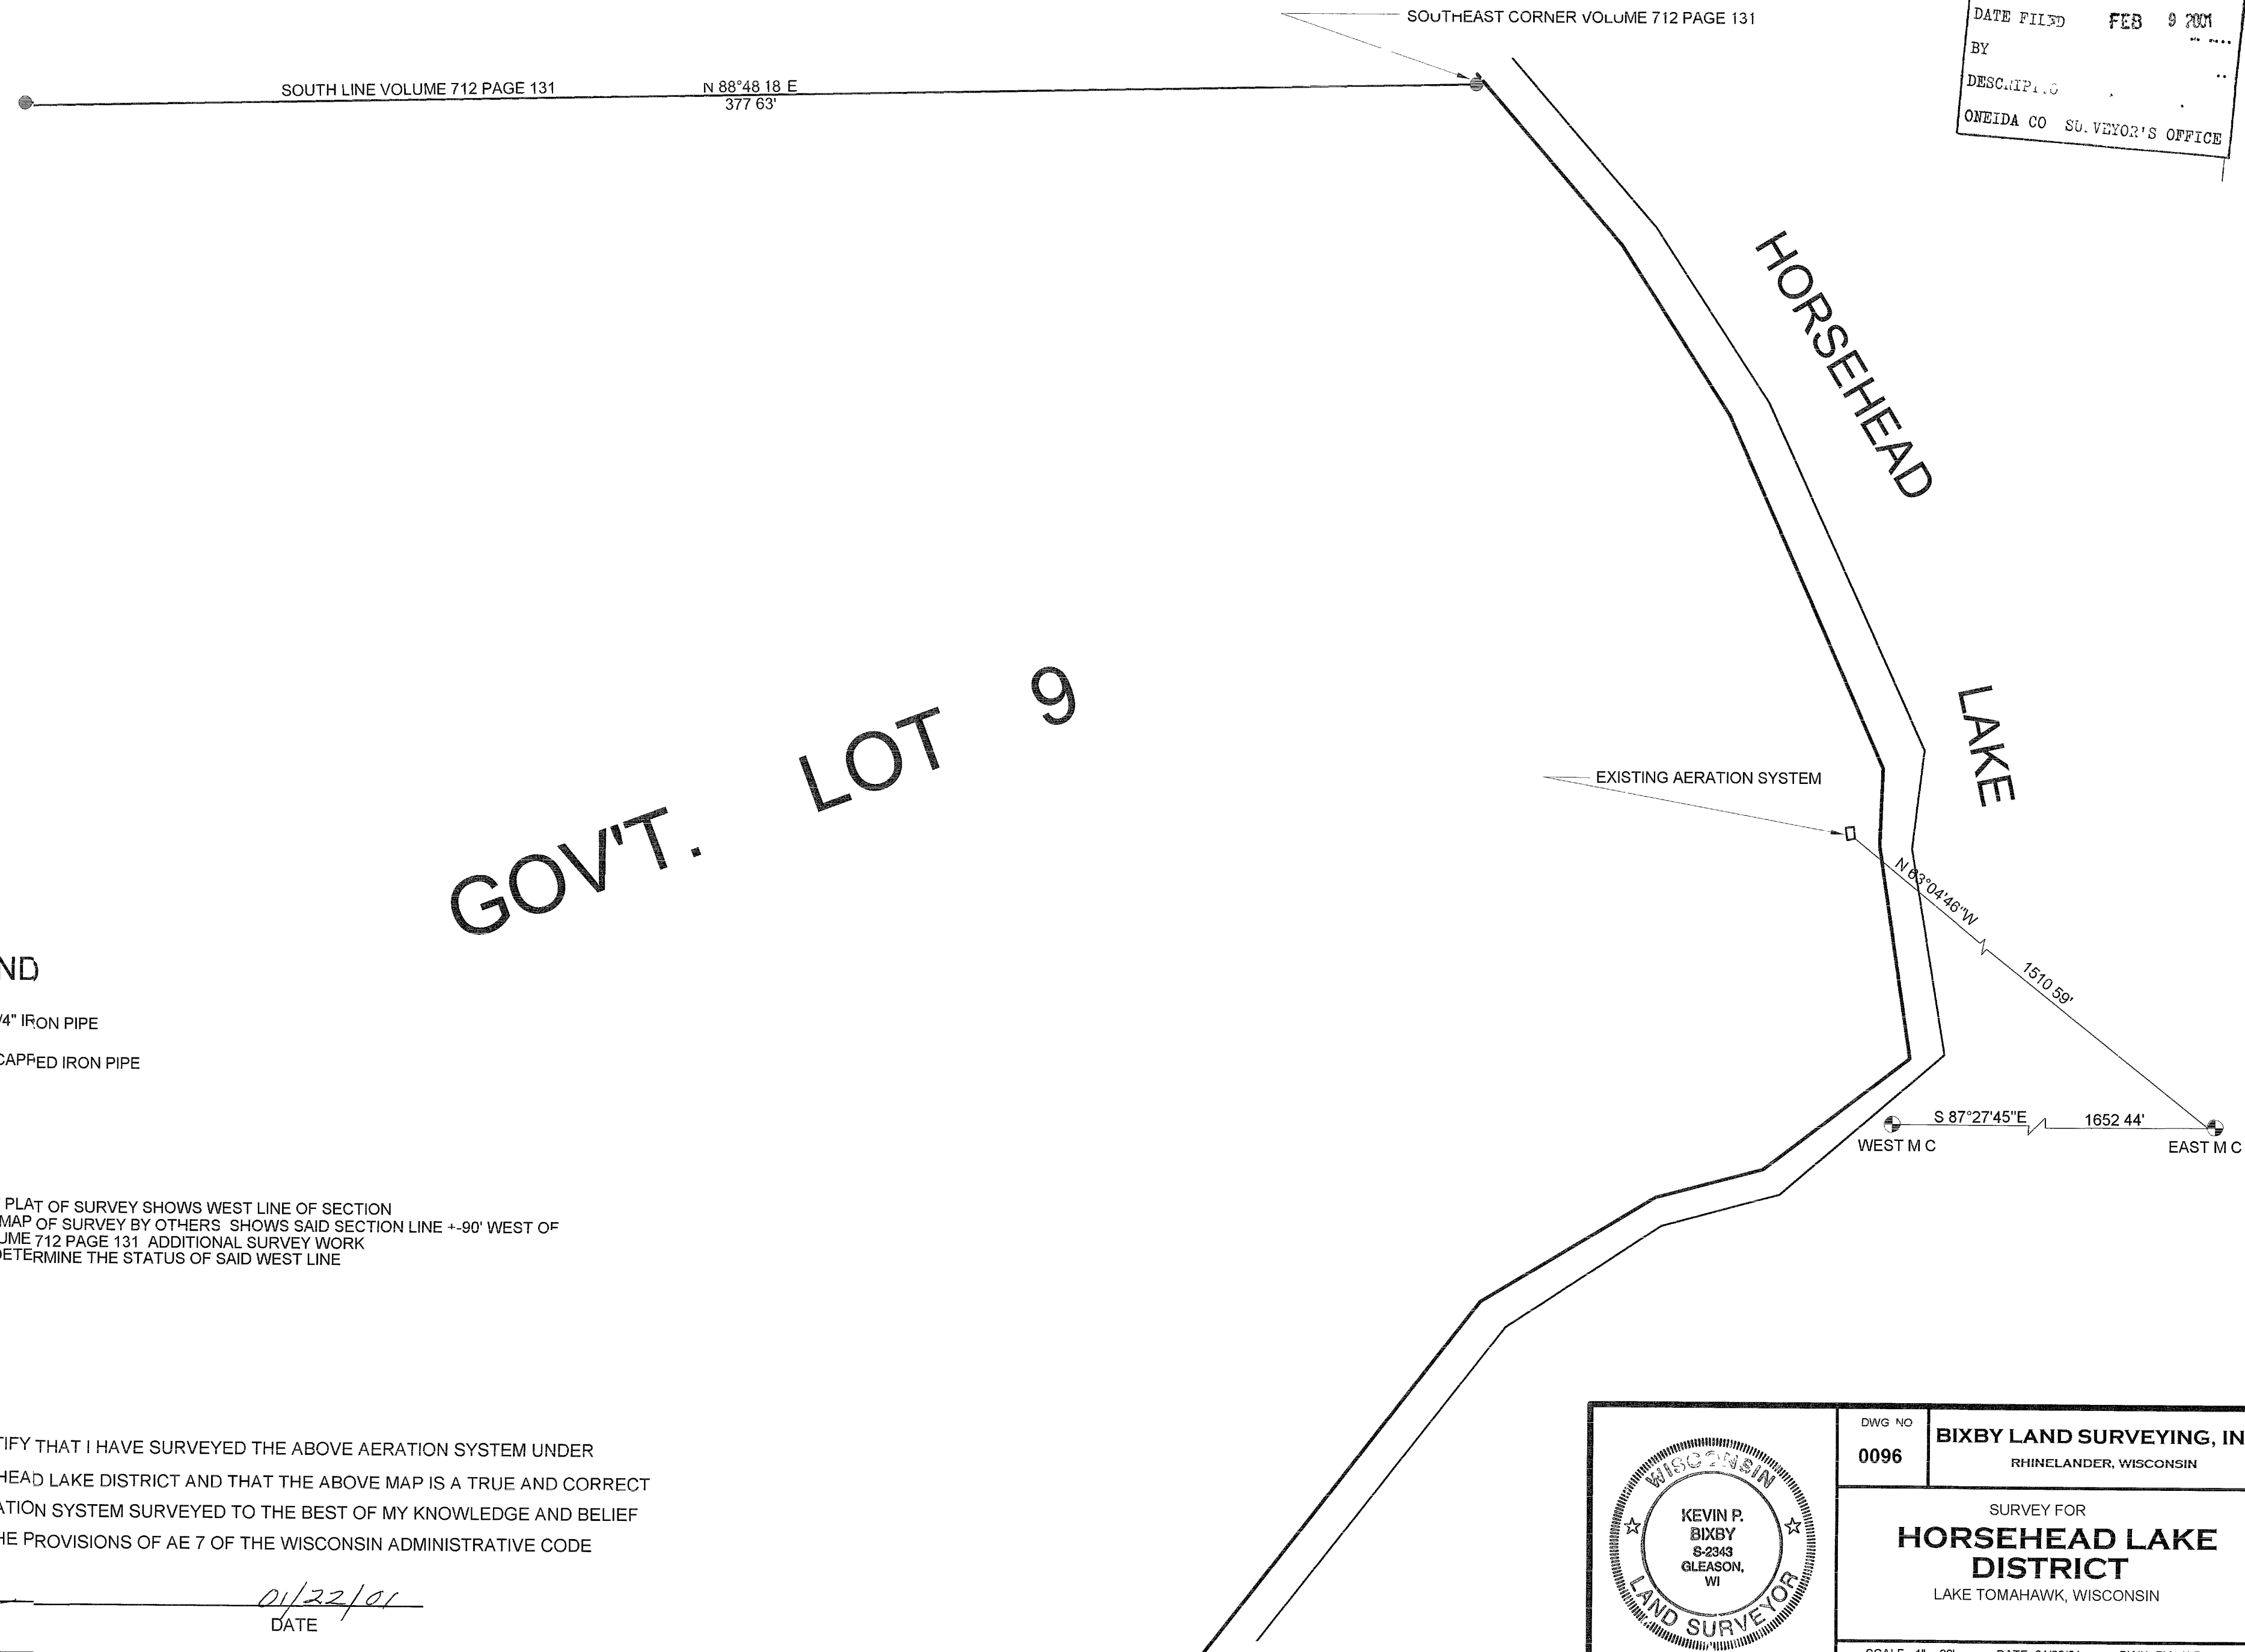 SOUTHEAST CORNER VOLUME 712 PAGE 131
DATE FILED FEB 9 2001
BY
ONEIDA CO SURVEYOR'S OFFICE
SOUTH LINE VOLUME 712 PAGE 131
N 88°48 18 E
377 63'
HORSEHEAD
LAKE
GOV'T. LOT 9
EXISTING AERATION SYSTEM
N 63°04'46"W
1510 59'
S 87°27'45"E
1652 44'
WEST M C
EAST M C
ND
/4" IRON PIPE
CAPPED IRON PIPE
PLAT OF SURVEY SHOWS WEST LINE OF SECTION
MAP OF SURVEY BY OTHERS SHOWS SAID SECTION LINE +-90' WEST OF
UME 712 PAGE 131 ADDITIONAL SURVEY WORK
DETERMINE THE STATUS OF SAID WEST LINE
TIFY THAT I HAVE SURVEYED THE ABOVE AERATION SYSTEM UNDER
HEAD LAKE DISTRICT AND THAT THE ABOVE MAP IS A TRUE AND CORRECT
ATION SYSTEM SURVEYED TO THE BEST OF MY KNOWLEDGE AND BELIEF
HE PROVISIONS OF AE 7 OF THE WISCONSIN ADMINISTRATIVE CODE
01/22/01
DATE
WISCONSIN
KEVIN P.
BIXBY
S-2343
GLEASON,
WI
LAND SURVEYOR
DWG NO
0096
BIXBY LAND SURVEYING, IN
RHINELANDER, WISCONSIN
SURVEY FOR
HORSEHEAD LAKE
DISTRICT
LAKE TOMAHAWK, WISCONSIN